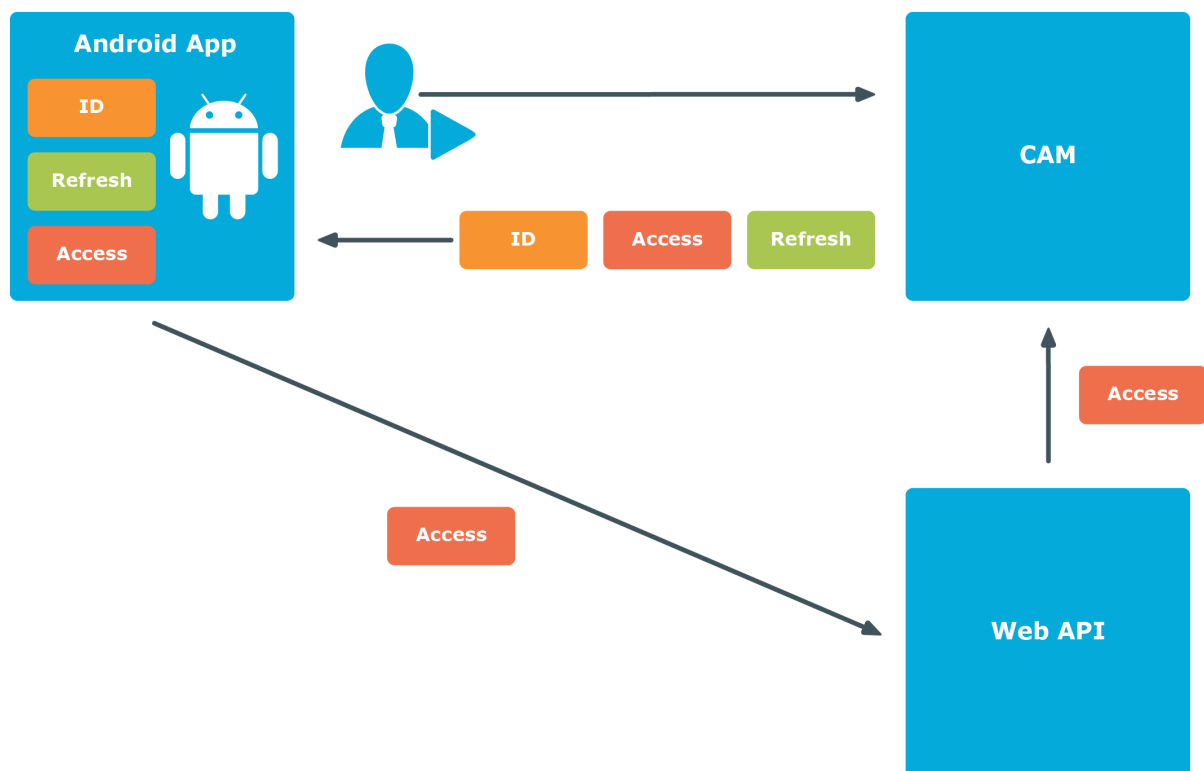 Android App
ID
Refresh
Access
CAM
ID Access Refresh
Access
Access
Web API